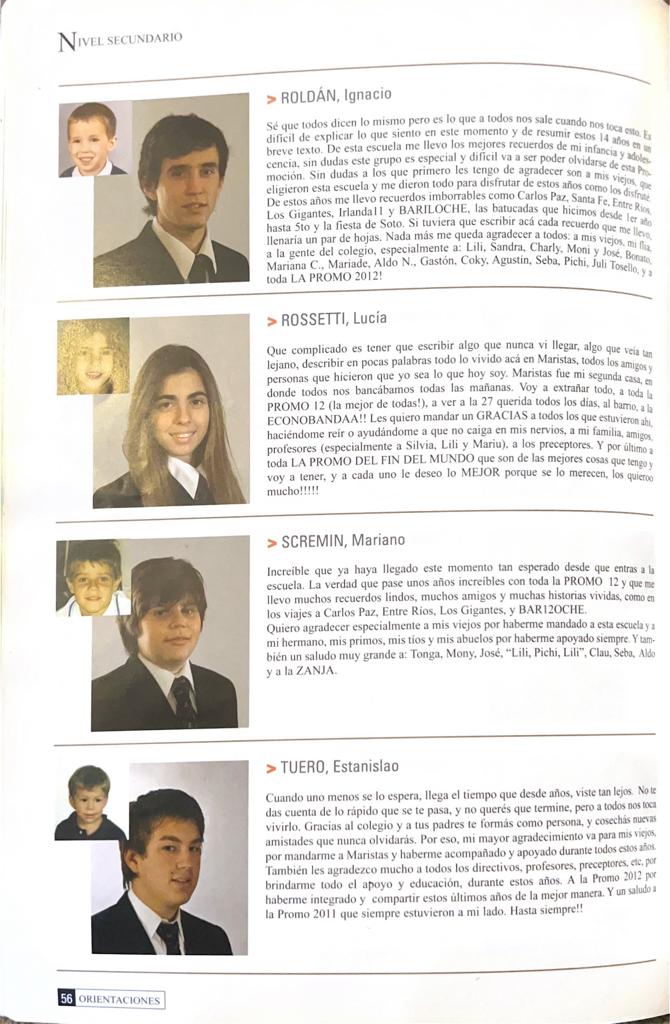 NIVEL SECUNDARIO
> ROLDÁN, Ignacio
Sé que todos dicen lo mismo pero es lo que a todos nos sale cuando nos toca esto. Es
difícil de explicar lo que siento en este momento y de resumir estos 14 años en un
breve texto. De esta escuela me llevo los mejores recuerdos de mi infancia y adoles-
cencia, sin dudas este grupo es especial y difícil va a ser poder olvidarse de esta Pro-
moción. Sin dudas a los que primero les tengo de agradecer son a mis viejos, que
eligieron esta escuela y me dieron todo para disfrutar de estos años como los disfruté.
De estos años me llevo recuerdos imborrables como Carlos Paz, Santa Fe, Entre Ríos,
Los Gigantes, Irlanda11 y BARILOCHE, las batucadas que hicimos desde 1er año
hasta 5to y la fiesta de Soto. Si tuviera que escribir acá cada recuerdo que me llevo,
llenaría un par de hojas. Nada más me queda agradecer a todos: a mis viejos, mi flia,
a la gente del colegio, especialmente a: Lili, Sandra, Charly, Moni y José, Bonato,
Mariana C., Mariade, Aldo N., Gastón, Coky, Agustín, Seba, Pichi, Juli Tosello, y a
toda LA PROMO 2012!
> ROSSETTI, Lucía
Que complicado es tener que escribir algo que nunca vi llegar, algo que veía tan
lejano, describir en pocas palabras todo lo vivido acá en Maristas, todos los amigos y
personas que hicieron que yo sea lo que hoy soy. Maristas fue mi segunda casa, en
donde todos nos bancábamos todas las mañanas. Voy a extrañar todo, a toda la
PROMO 12 (la mejor de todas!), a ver a la 27 querida todos los días, al barrio, a la
ECONOBANDAA!! Les quiero mandar un GRACIAS a todos los que estuvieron ahi,
haciéndome reír o ayudándome a que no caiga en mis nervios, a mi familia, amigos,
profesores (especialmente a Silvia, Lili y Mariu), a los preceptores. Y por último a
toda LA PROMO DEL FIN DEL MUNDO que son de las mejores cosas que tengo y
voy a tener, y a cada uno le deseo lo MEJOR porque se lo merecen, los quieroo
mucho!!!!!
> SCREMIN, Mariano
Increíble que ya haya llegado este momento tan esperado desde que entras a la
escuela. La verdad que pase unos años increíbles con toda la PROMO 12 y que me
llevo muchos recuerdos lindos, muchos amigos y muchas historias vividas, como en
los viajes a Carlos Paz, Entre Ríos, Los Gigantes, y BAR12OCHE.
Quiero agradecer especialmente a mis viejos por haberme mandado a esta escuela y a
mi hermano, mis primos, mis tíos y mis abuelos por haberme apoyado siempre. Y tam-
bién un saludo muy grande a: Tonga, Mony, José, “Lili, Pichi, Lili”, Clau, Seba, Aldo
y a la ZANJA.
> TUERO, Estanislao
Cuando uno menos se lo espera, llega el tiempo que desde años, viste tan lejos. No te
das cuenta de lo rápido que se te pasa, y no querés que termine, pero a todos nos toca
vivirlo. Gracias al colegio y a tus padres te formás como persona, y cosechás nuevas
amistades que nunca olvidarás. Por eso, mi mayor agradecimiento va para mis viejos,
por mandarme a Maristas y haberme acompañado y apoyado durante todos estos años.
También les agradezco mucho a todos los directivos, profesores, preceptores, etc, por
brindarme todo el apoyo y educación, durante estos años. A la Promo 2012 por
haberme integrado y compartir estos últimos años de la mejor manera. Y un saludo a
la Promo 2011 que siempre estuvieron a mi lado. Hasta siempre!!
56 ORIENTACIONES